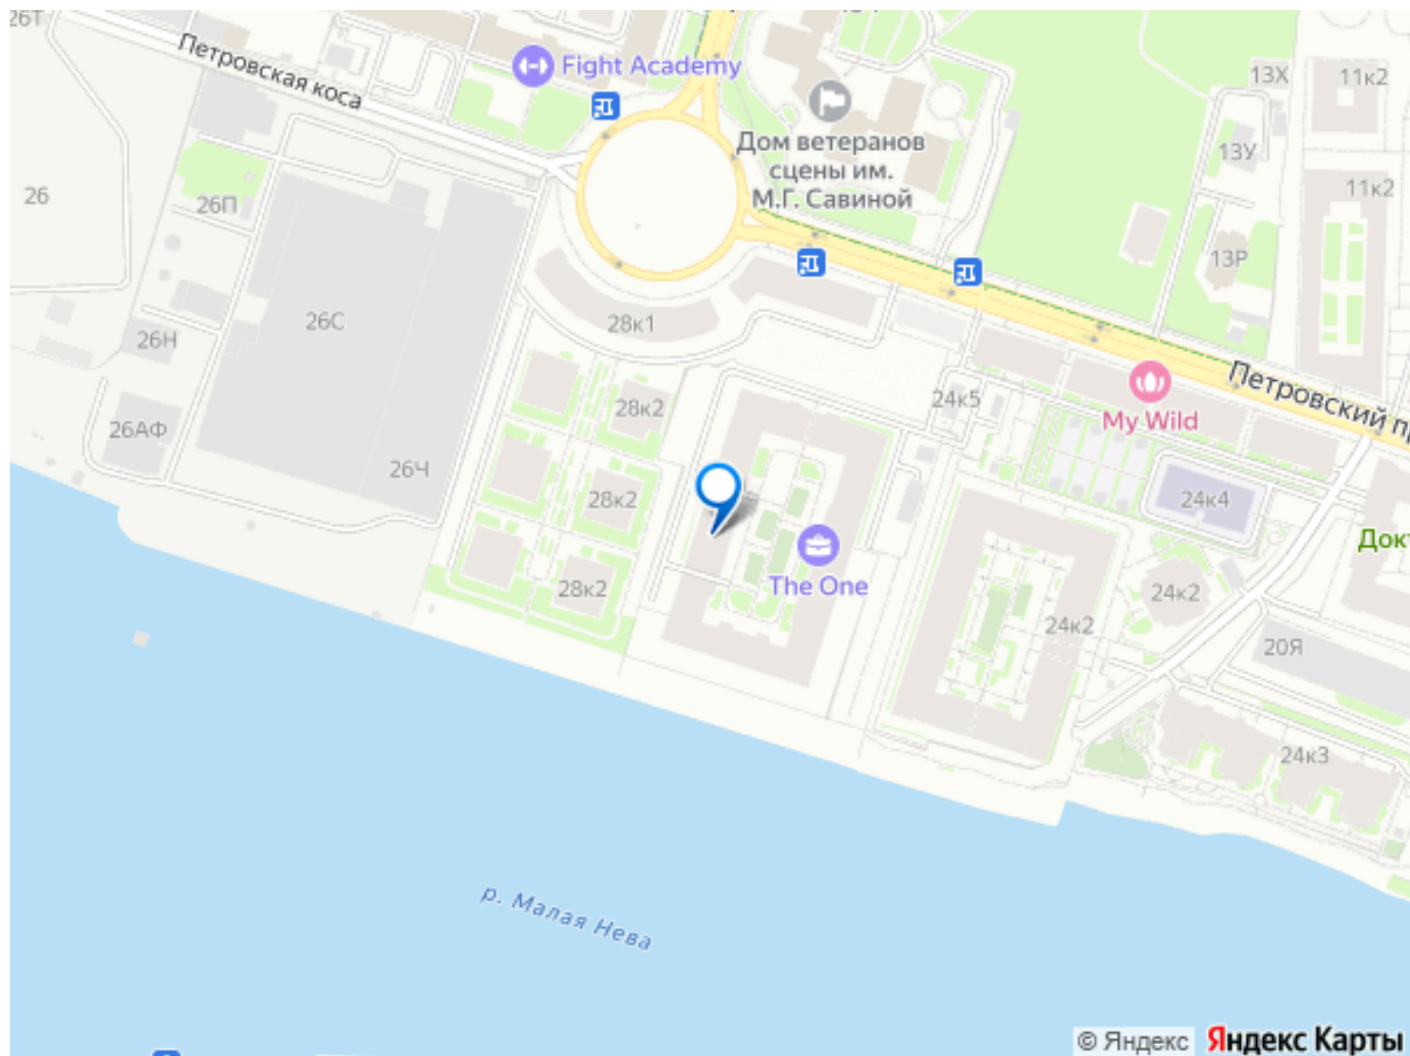 26Т
Петровская коса
Fight Academy
13Х
11к2
Дом ветеранов
сцены им.
М.Г. Савиной
13У
11к2
26
26П
13Р
26С
28к1
26Н
Петровский п
28к2
24к5
My Wild
26АФ
26Ч
28к2
24к4
Док
The One
28к2
24к2
24к2
20Я
24к3
р. Малая Нева
© Яндекс
Яндекс Карты